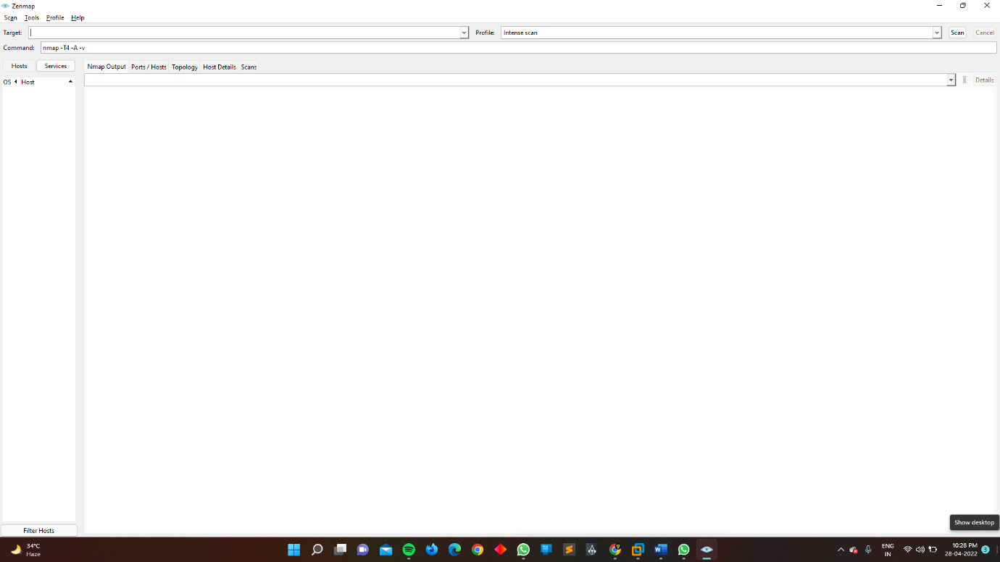 Zenmap
Scan Tools Profile Help
Target: Profile: Intense scan Scan Cancel
Command: nmap -T4 -A -v
Hosts Services Nmap Output Ports / Hosts Topology Host Details Scans
OS Host Details
Filter Hosts
Show desktop
34°C
Haze
W
ENG
IN
10:28 PM
28-04-2022
3